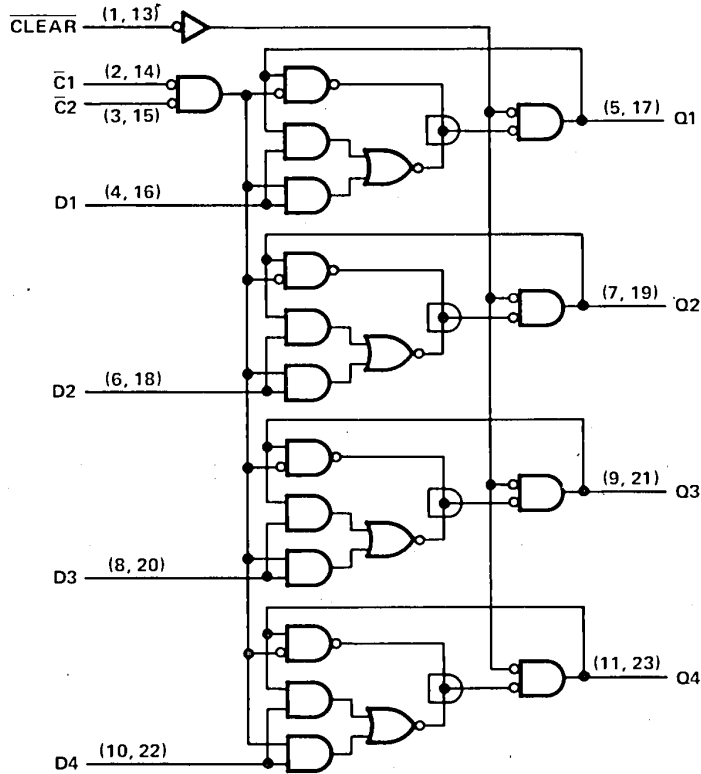 C̅L̅E̅A̅R̅ (1, 13)
C̅1 (2, 14)
C̅2 (3, 15)
(5, 17) Q1
D1 (4, 16)
(7, 19) Q2
D2 (6, 18)
(9, 21) Q3
D3 (8, 20)
(11, 23) Q4
D4 (10, 22)